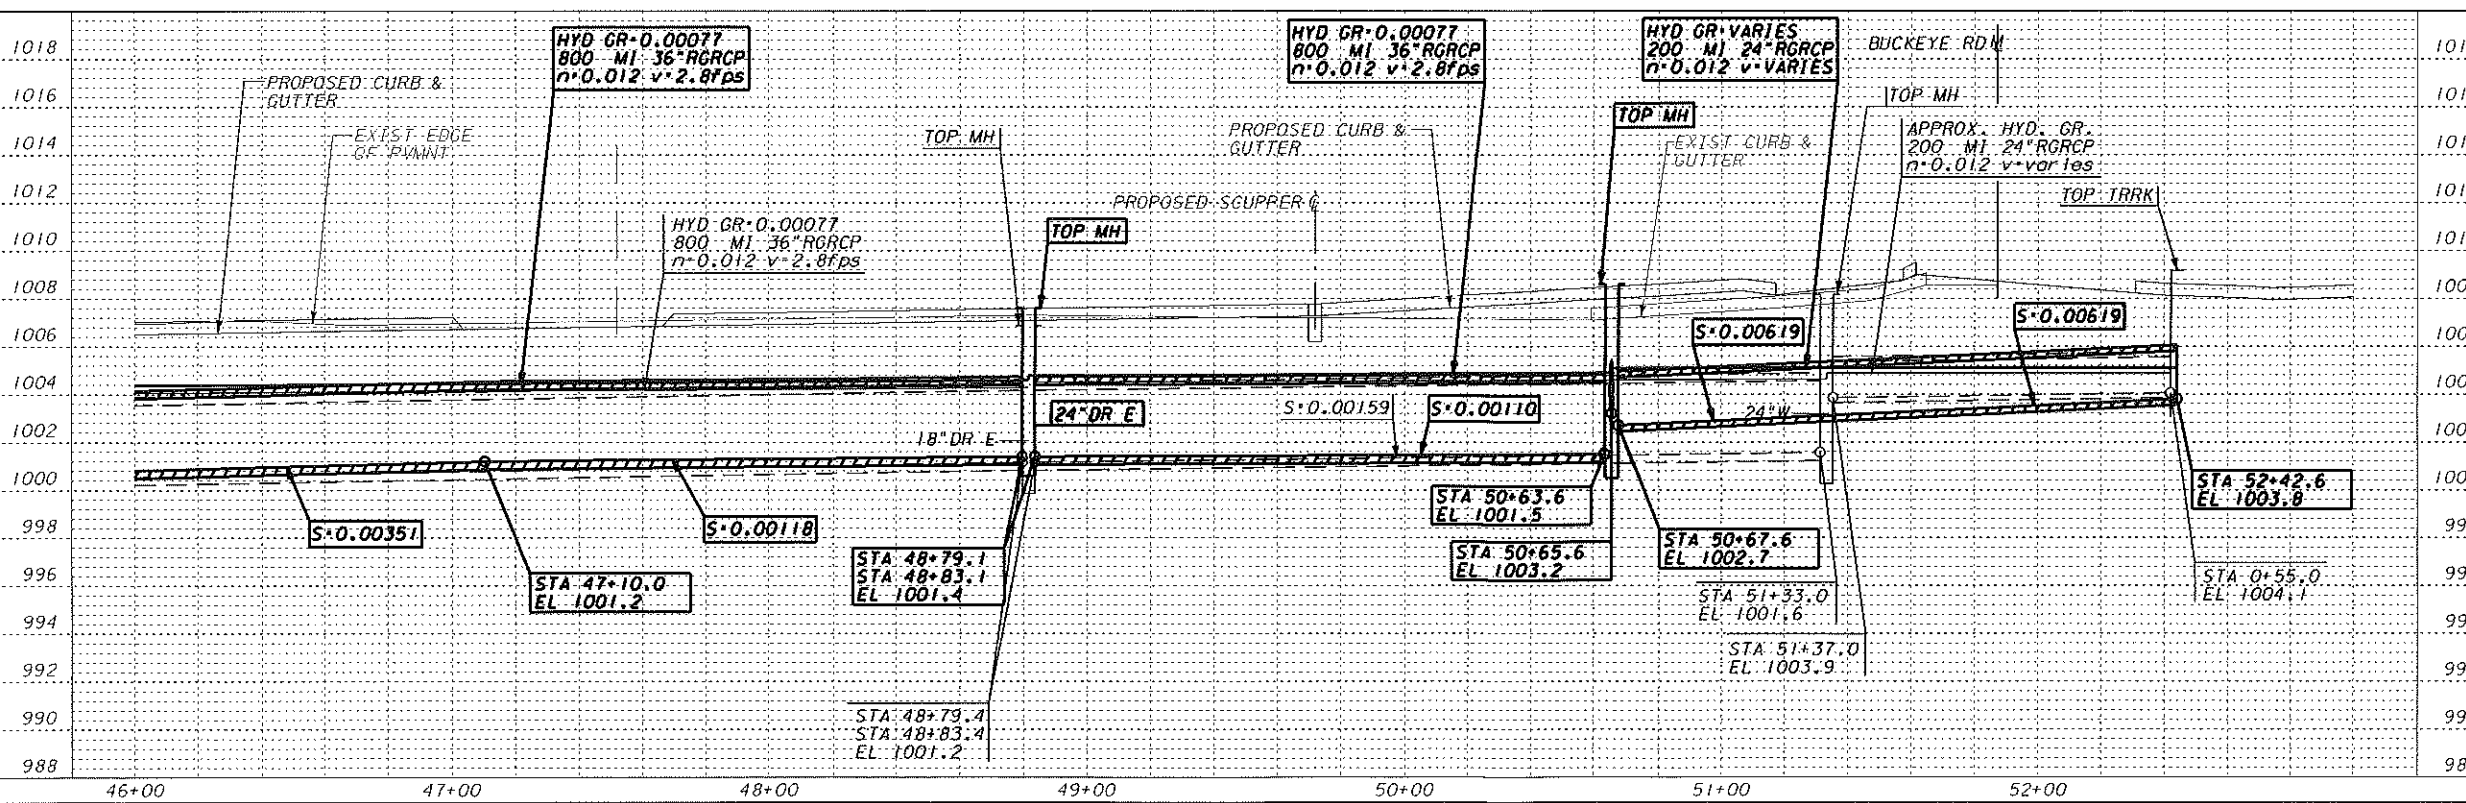 1018
1016
1014
1012
1010
1008
1006
1004
1002
1000
998
996
994
992
990
988
PROPOSED CURB &
GUTTER
EXIST EDGE
OF PVMNT
HYD GR=0.00077
800 MI 36"RGRCP
n=0.012 v=2.8fps
HYD GR=0.00077
800 MI 36"RGRCP
n=0.012 v=2.8fps
TOP MH
TOP MH
PROPOSED SCUPPER ℄
PROPOSED CURB &
GUTTER
HYD GR=0.00077
800 MI 36"RGRCP
n=0.012 v=2.8fps
TOP MH
EXIST CURB &
GUTTER
HYD GR=VARIES
200 MI 24"RGRCP
n=0.012 v=VARIES
BUCKEYE RD
TOP MH
APPROX. HYD. GR.
200 MI 24"RGRCP
n=0.012 v=varies
TOP TRRK
S=0.00619
S=0.00619
18"DR E
24"DR E
S=0.00159
S=0.00110
24"W
S=0.00351
STA 47+10.0
EL 1001.2
S=0.00118
STA 48+79.1
STA 48+83.1
EL 1001.4
STA 48+79.4
STA 48+83.4
EL 1001.2
STA 50+63.6
EL 1001.5
STA 50+65.6
EL 1003.2
STA 50+67.6
EL 1002.7
STA 51+33.0
EL 1001.6
STA 51+37.0
EL 1003.9
STA 52+42.6
EL 1003.8
STA 0+55.0
EL 1004.1
46+00
47+00
48+00
49+00
50+00
51+00
52+00